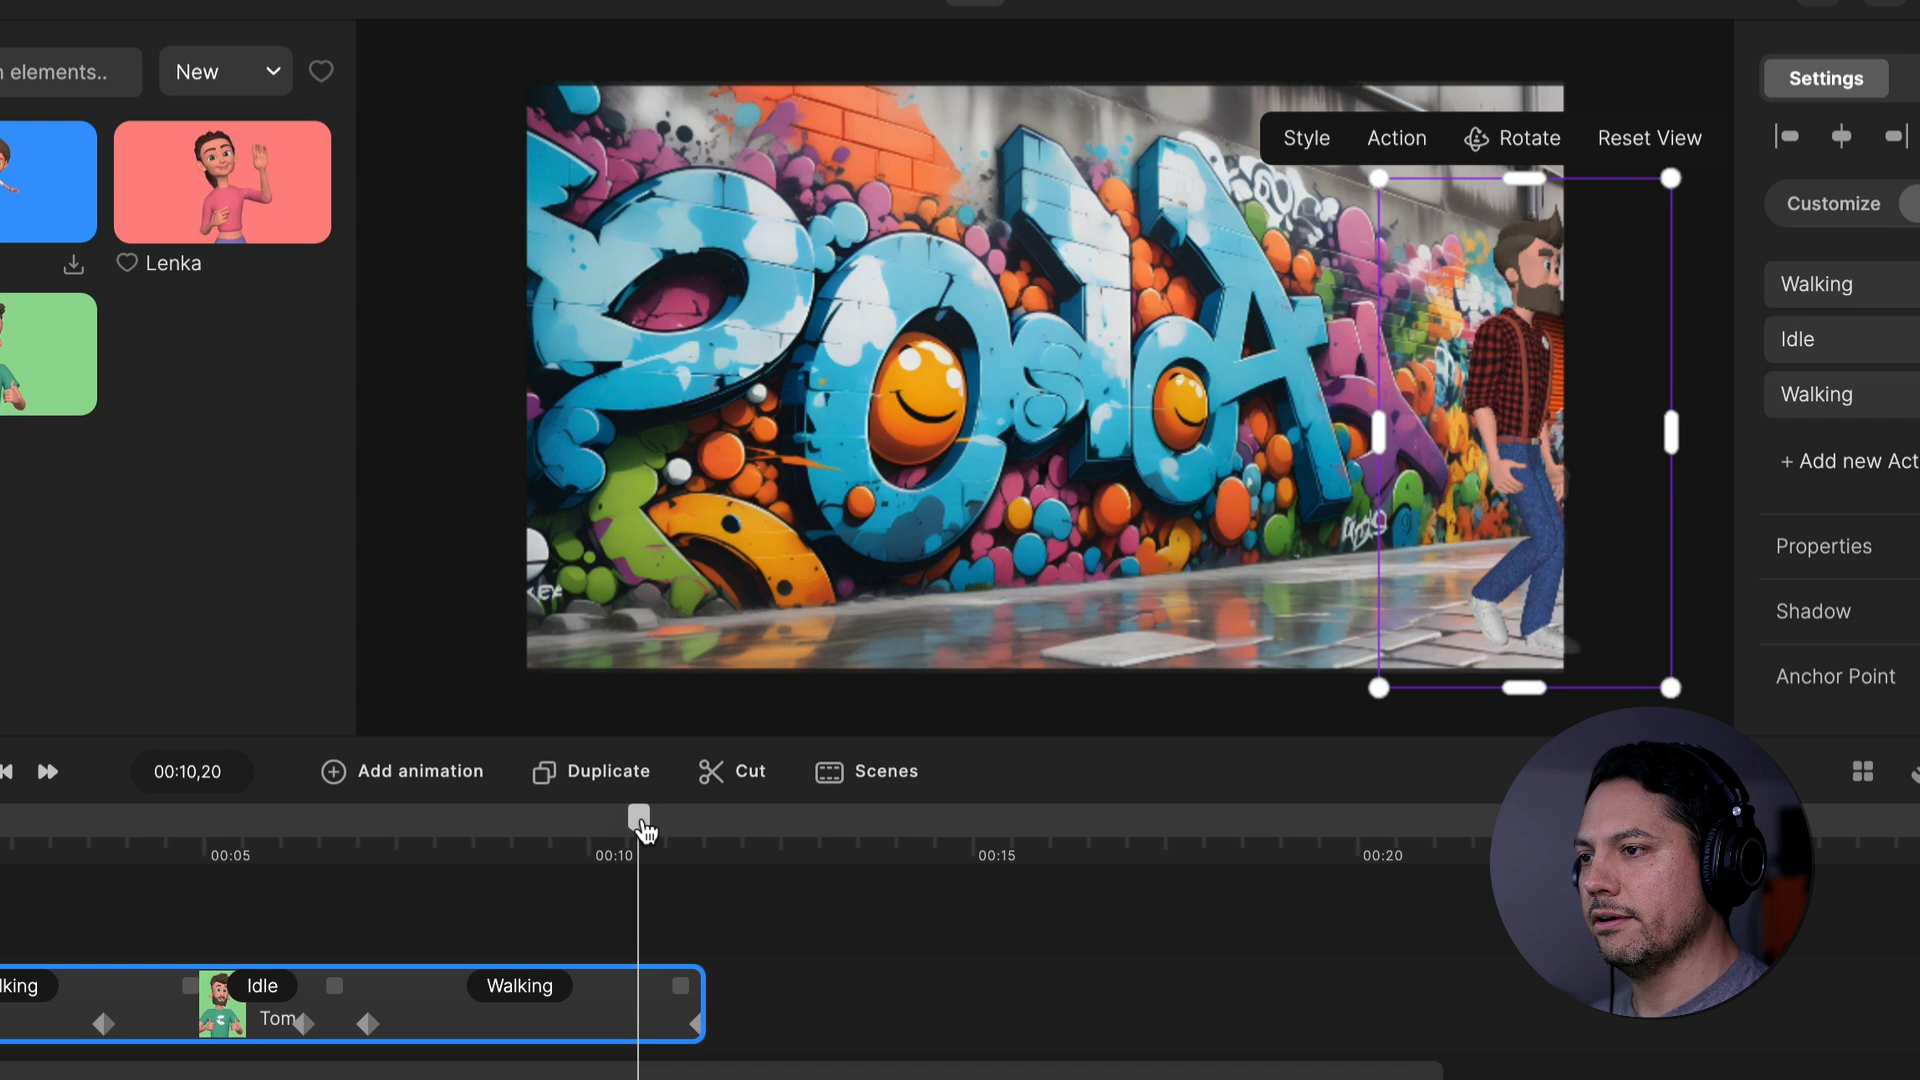 n elements..
New
Lenka
Style
Action
Rotate
Reset View
Settings
Customize
Walking
Idle
Walking
+ Add new Act
Properties
Shadow
Anchor Point
00:10,20
Add animation
Duplicate
Cut
Scenes
00:05
00:10
00:15
00:20
lking
Idle
Walking
Tom